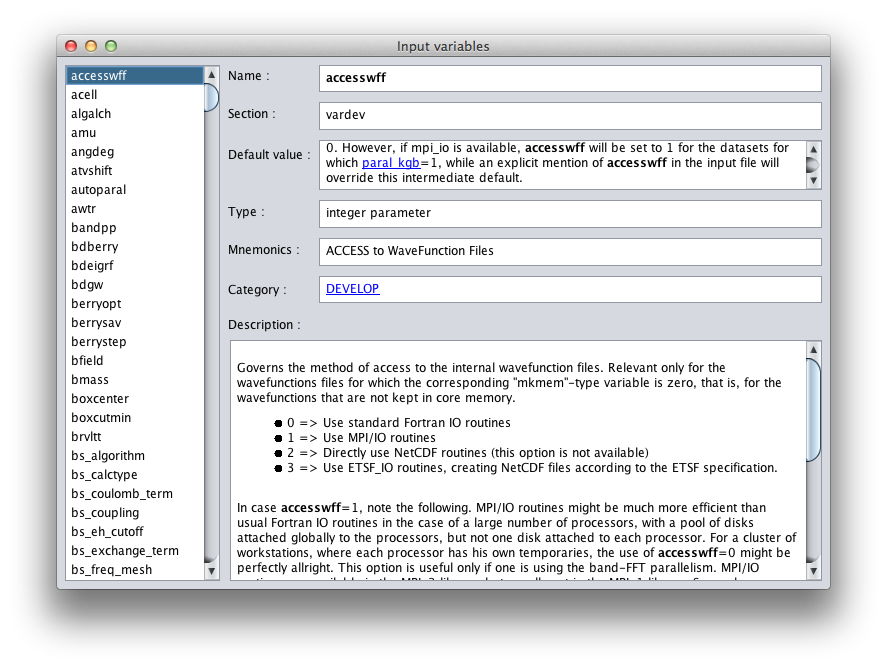 Input variables
accesswff
acell
algalch
amu
angdeg
atvshift
autoparal
awtr
bandpp
bdberry
bdeigrf
bdgw
berryopt
berrysav
berrystep
bfield
bmass
boxcenter
boxcutmin
brvltt
bs_algorithm
bs_calctype
bs_coulomb_term
bs_coupling
bs_eh_cutoff
bs_exchange_term
bs_freq_mesh
Name : accesswff
Section : vardev
Default value : 0. However, if mpi_io is available, accesswff will be set to 1 for the datasets for
which paral_kgb=1, while an explicit mention of accesswff in the input file will
override this intermediate default.
Type : integer parameter
Mnemonics : ACCESS to WaveFunction Files
Category : DEVELOP
Description :
Governs the method of access to the internal wavefunction files. Relevant only for the
wavefunctions files for which the corresponding "mkmem"-type variable is zero, that is, for the
wavefunctions that are not kept in core memory.
● 0 => Use standard Fortran IO routines
● 1 => Use MPI/IO routines
● 2 => Directly use NetCDF routines (this option is not available)
● 3 => Use ETSF_IO routines, creating NetCDF files according to the ETSF specification.
In case accesswff=1, note the following. MPI/IO routines might be much more efficient than
usual Fortran IO routines in the case of a large number of processors, with a pool of disks
attached globally to the processors, but not one disk attached to each processor. For a cluster of
workstations, where each processor has his own temporaries, the use of accesswff=0 might be
perfectly allright. This option is useful only if one is using the band-FFT parallelism. MPI/IO